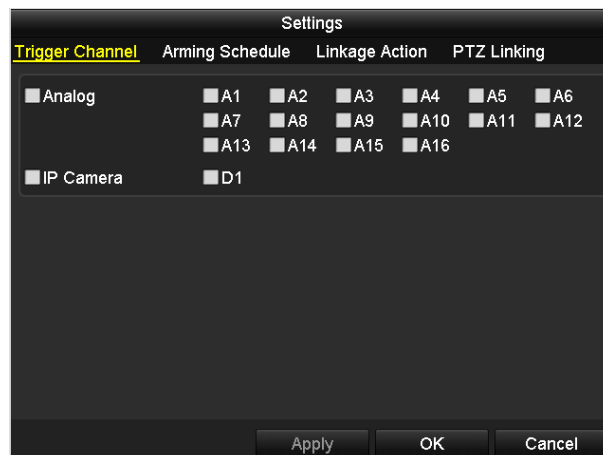 Settings
Trigger Channel Arming Schedule Linkage Action PTZ Linking
Analog A1 A2 A3 A4 A5 A6
A7 A8 A9 A10 A11 A12
A13 A14 A15 A16
IP Camera D1
Apply OK Cancel